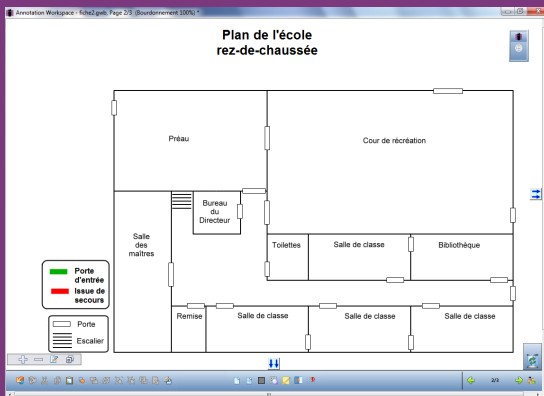 Annotation Workspace - fiche2.gwb, Page 2/3 (Bourdonnement 100%) *
Plan de l'école
rez-de-chaussée
Préau
Cour de récréation
Bureau
du
Directeur
Salle
des
maîtres
Toilettes
Salle de classe
Bibliothèque
Porte
d'entrée
Issue de
secours
Porte
Escalier
Remise
Salle de classe
Salle de classe
Salle de classe
2/3